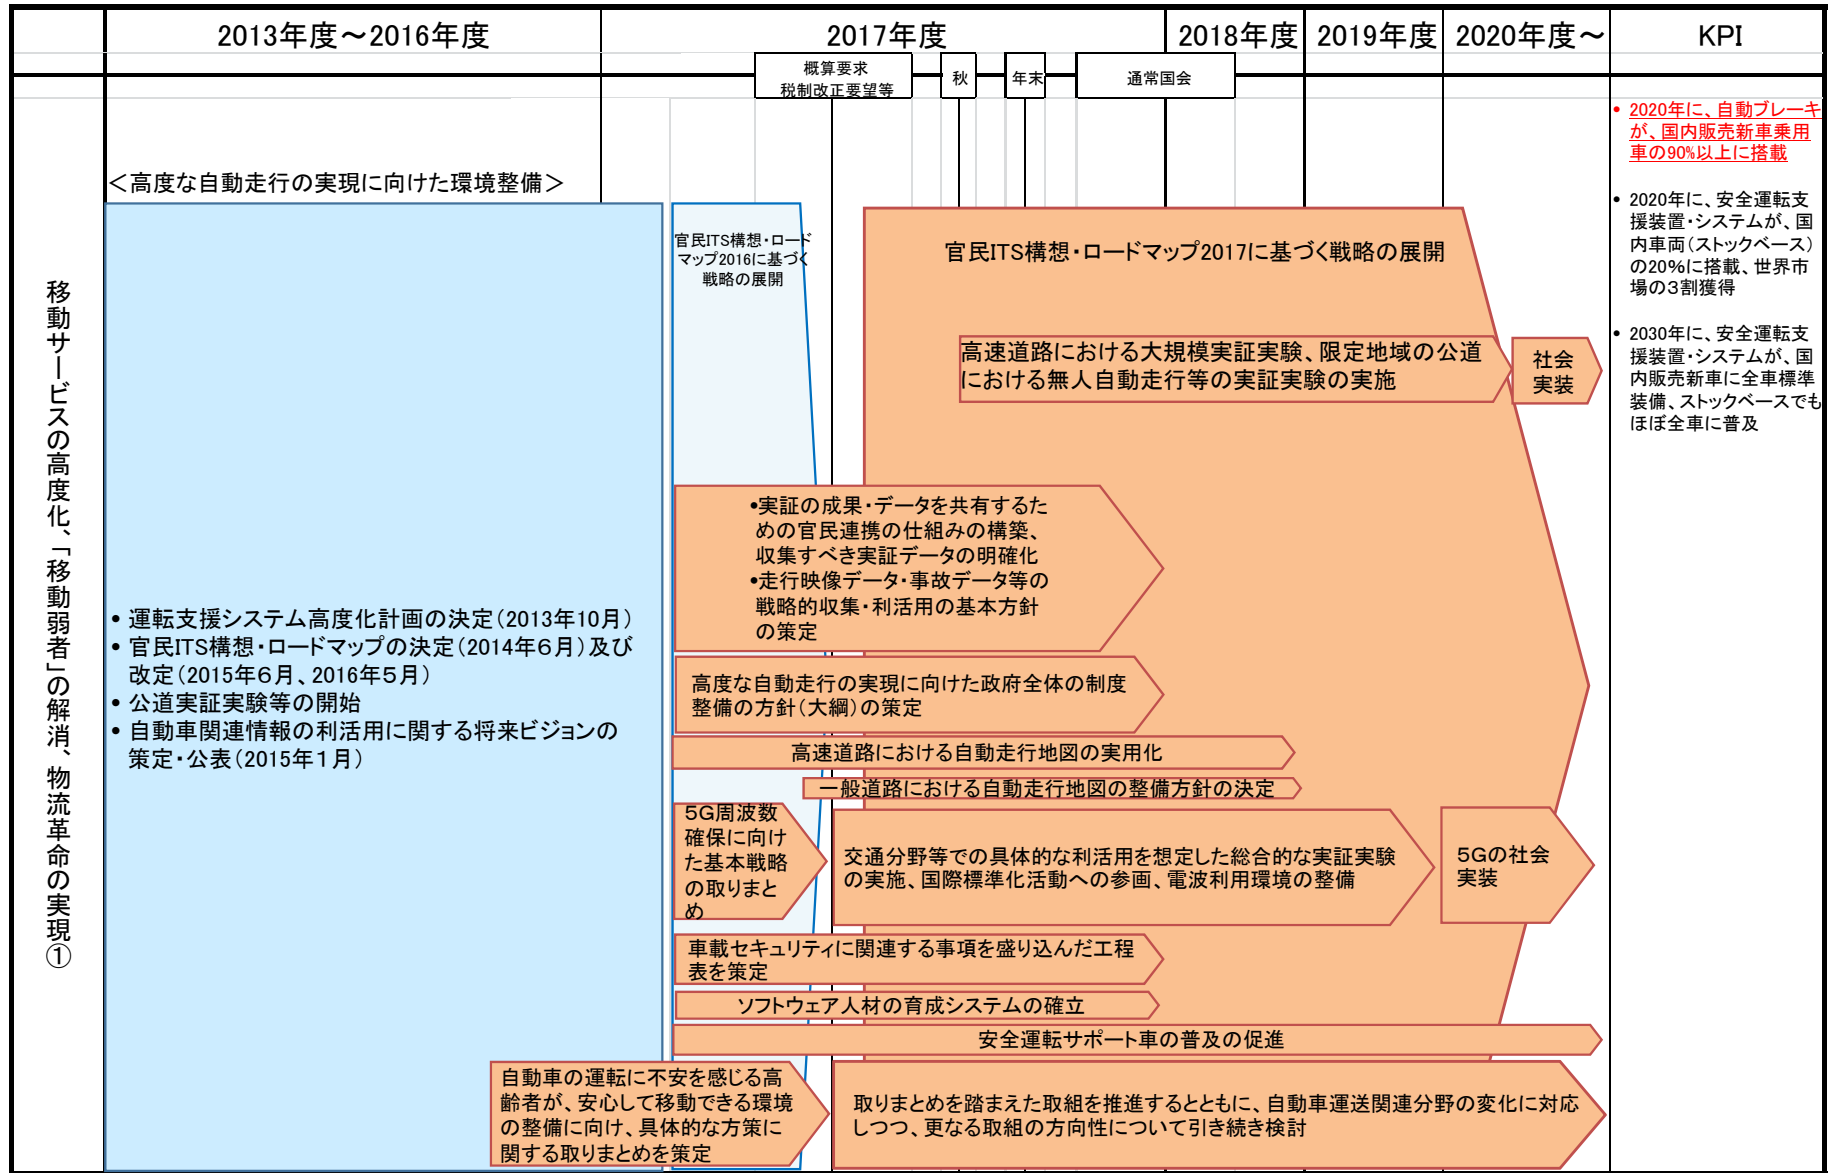 2013年度～2016年度
2017年度
2018年度
2019年度
2020年度～
KPI
概算要求
税制改正要望等
秋
年末
通常国会
移動サービスの高度化、「移動弱者」の解消、物流革命の実現①
＜高度な自動走行の実現に向けた環境整備＞
• 運転支援システム高度化計画の決定（2013年10月）
• 官民ITS構想・ロードマップの決定（2014年６月）及び
改定（2015年６月、2016年５月）
• 公道実証実験等の開始
• 自動車関連情報の利活用に関する将来ビジョンの
策定・公表（2015年１月）
官民ITS構想・ロード
マップ2016に基づく
戦略の展開
官民ITS構想・ロードマップ2017に基づく戦略の展開
高速道路における大規模実証実験、限定地域の公道
における無人自動走行等の実証実験の実施
社会
実装
•実証の成果・データを共有するた
めの官民連携の仕組みの構築、
収集すべき実証データの明確化
•走行映像データ・事故データ等の
戦略的収集・利活用の基本方針
の策定
高度な自動走行の実現に向けた政府全体の制度
整備の方針（大綱）の策定
高速道路における自動走行地図の実用化
一般道路における自動走行地図の整備方針の決定
５G周波数
確保に向け
た基本戦略
の取りまと
め
交通分野等での具体的な利活用を想定した総合的な実証実験
の実施、国際標準化活動への参画、電波利用環境の整備
５Gの社会
実装
車載セキュリティに関連する事項を盛り込んだ工程
表を策定
ソフトウェア人材の育成システムの確立
安全運転サポート車の普及の促進
自動車の運転に不安を感じる高
齢者が、安心して移動できる環境
の整備に向け、具体的な方策に
関する取りまとめを策定
取りまとめを踏まえた取組を推進するとともに、自動車運送関連分野の変化に対応
しつつ、更なる取組の方向性について引き続き検討
• 2020年に、自動ブレーキ
が、国内販売新車乗用
車の90%以上に搭載
• 2020年に、安全運転支
援装置・システムが、国
内車両（ストックベース）
の20％に搭載、世界市
場の３割獲得
• 2030年に、安全運転支
援装置・システムが、国
内販売新車に全車標準
装備、ストックベースでも
ほぼ全車に普及